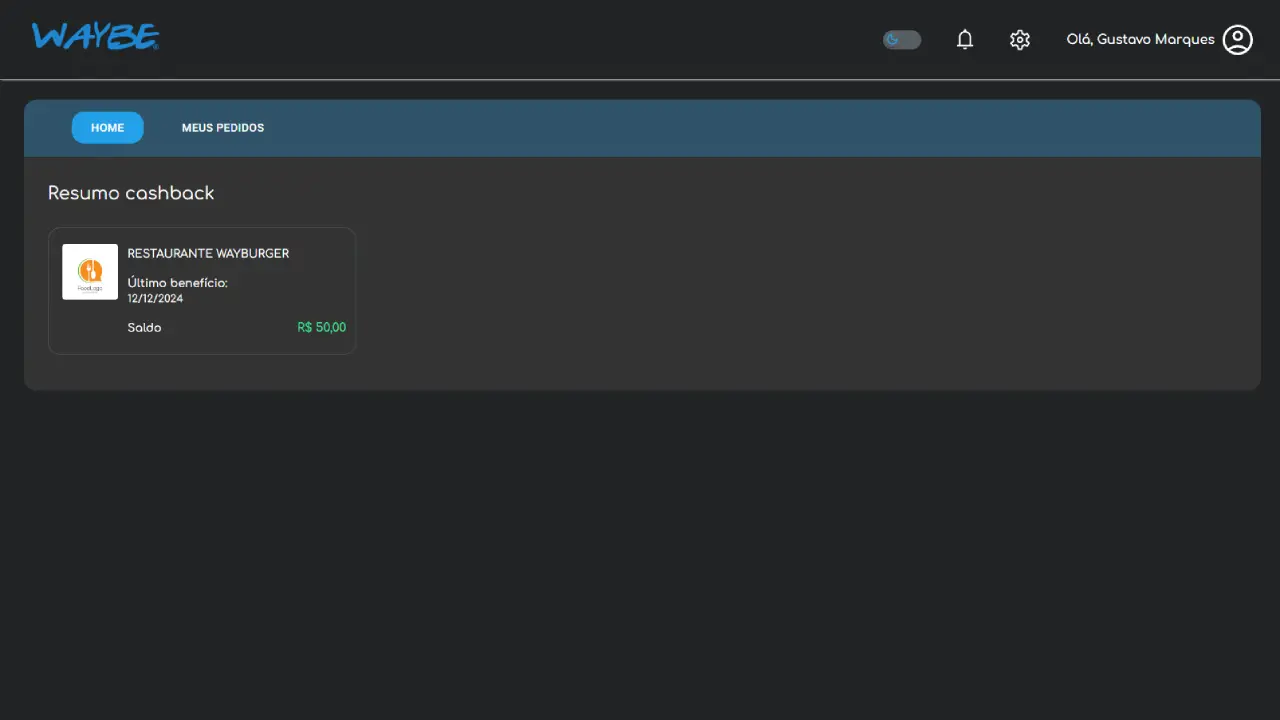 WAYBE
Olá, Gustavo Marques
HOME
MEUS PEDIDOS
Resumo cashback
RESTAURANTE WAYBURGER
Último benefício:
12/12/2024
Saldo
R$ 50,00
FoodLogo